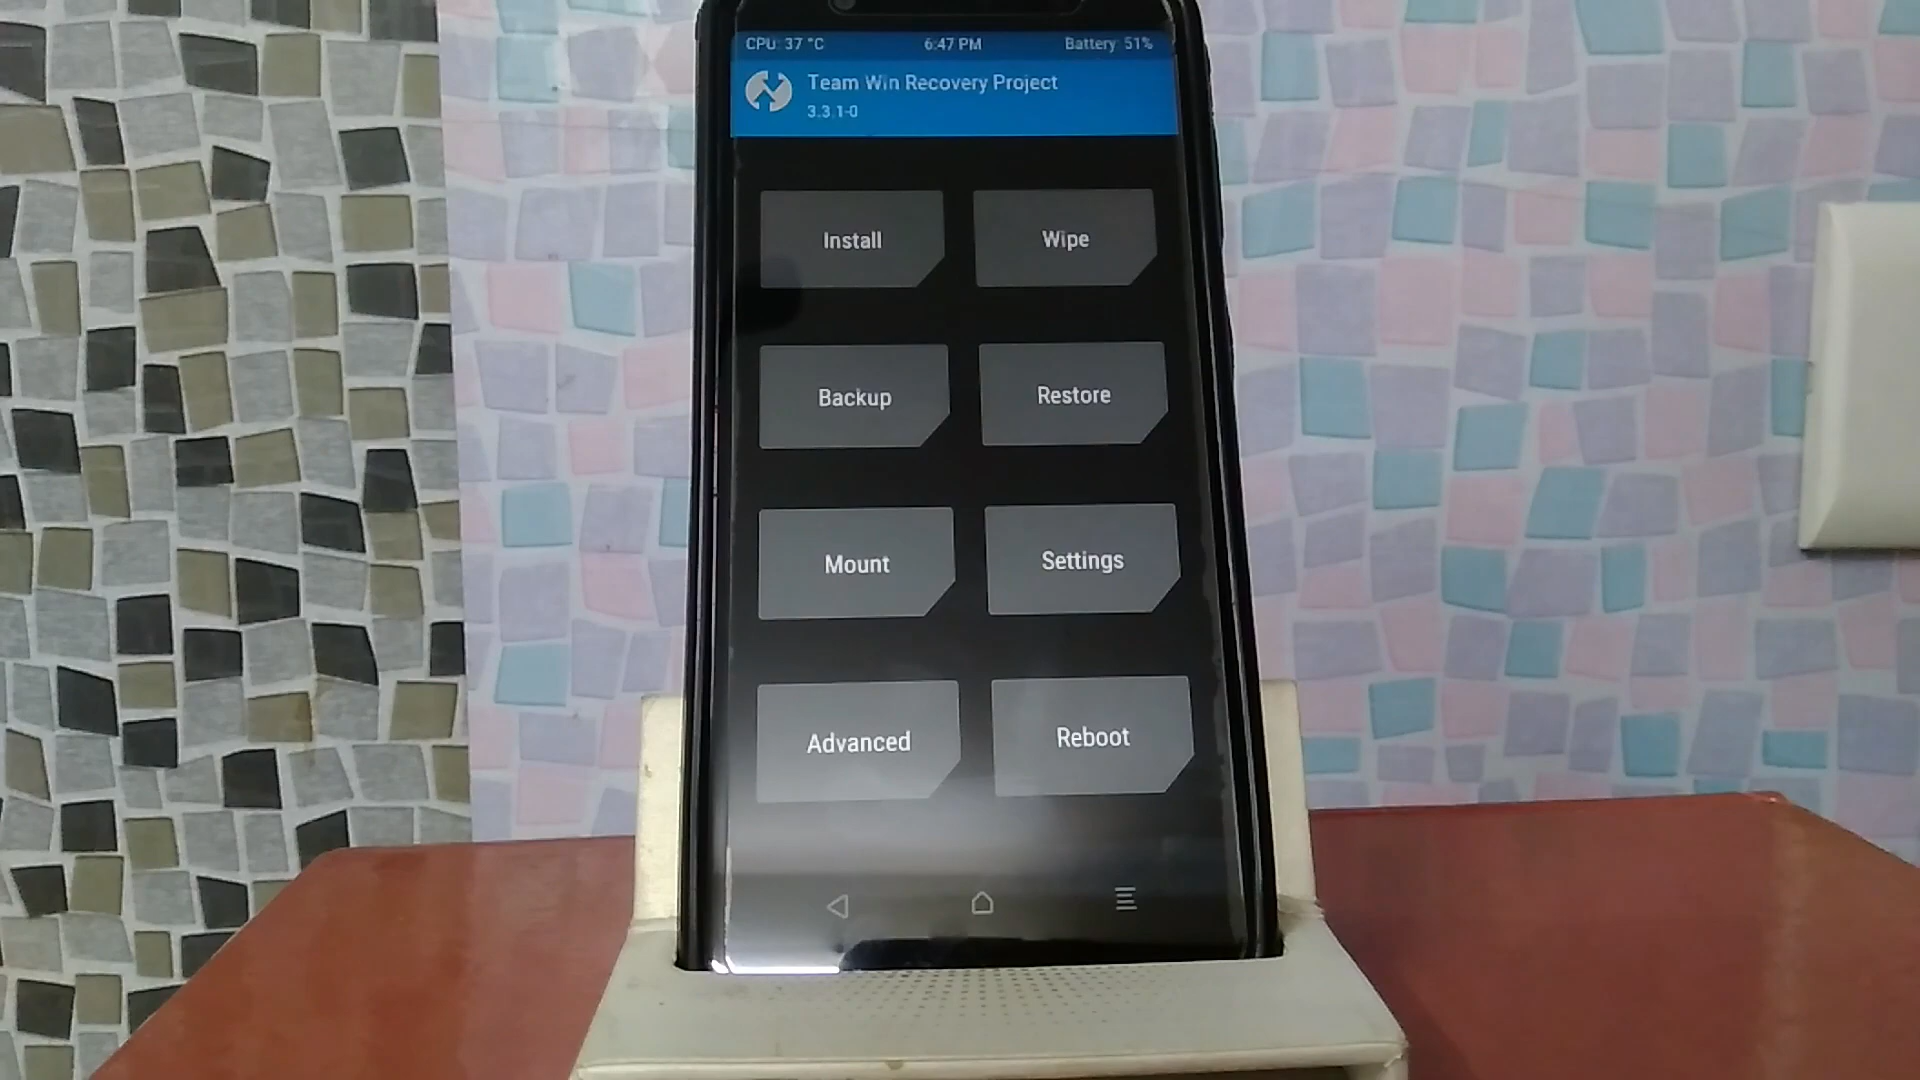 CPU: 37 °C 6:47 PM Battery: 51%
Team Win Recovery Project
3.3.1-0
Install Wipe
Backup Restore
Mount Settings
Advanced Reboot